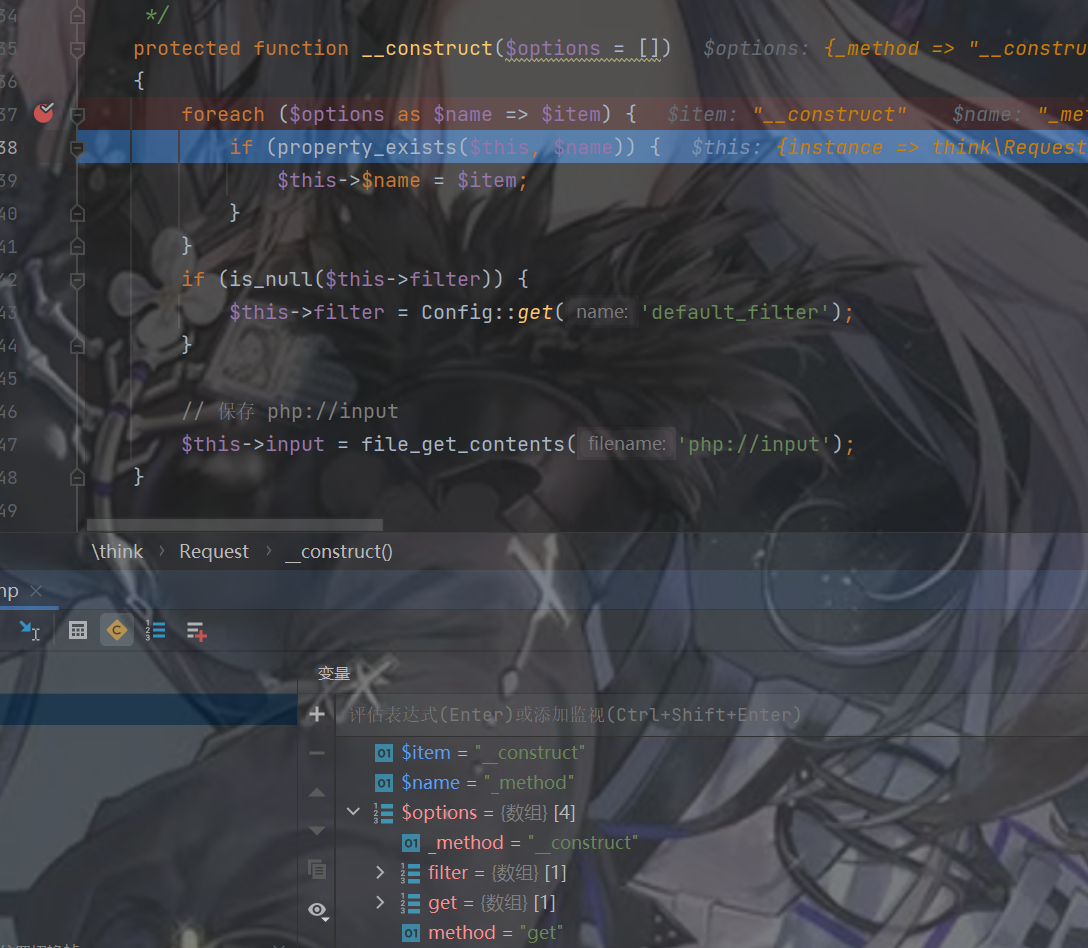 34 */
35 protected function __construct($options = []) $options: {_method => "__constru
36 {
37 foreach ($options as $name => $item) { $item: "__construct" $name: "_me
38 if (property_exists($this, $name)) { $this: {instance => think\Request
39 $this->$name = $item;
40 }
41 }
42 if (is_null($this->filter)) {
43 $this->filter = Config::get( name: 'default_filter');
44 }
45
46 // 保存 php://input
47 $this->input = file_get_contents( filename: 'php://input');
48 }
49
\think › Request › __construct()
hp ×
变量
评估表达式(Enter)或添加监视(Ctrl+Shift+Enter)
01 $item = "__construct"
01 $name = "_method"
$options = {数组} [4]
01 _method = "__construct"
filter = {数组} [1]
get = {数组} [1]
01 method = "get"